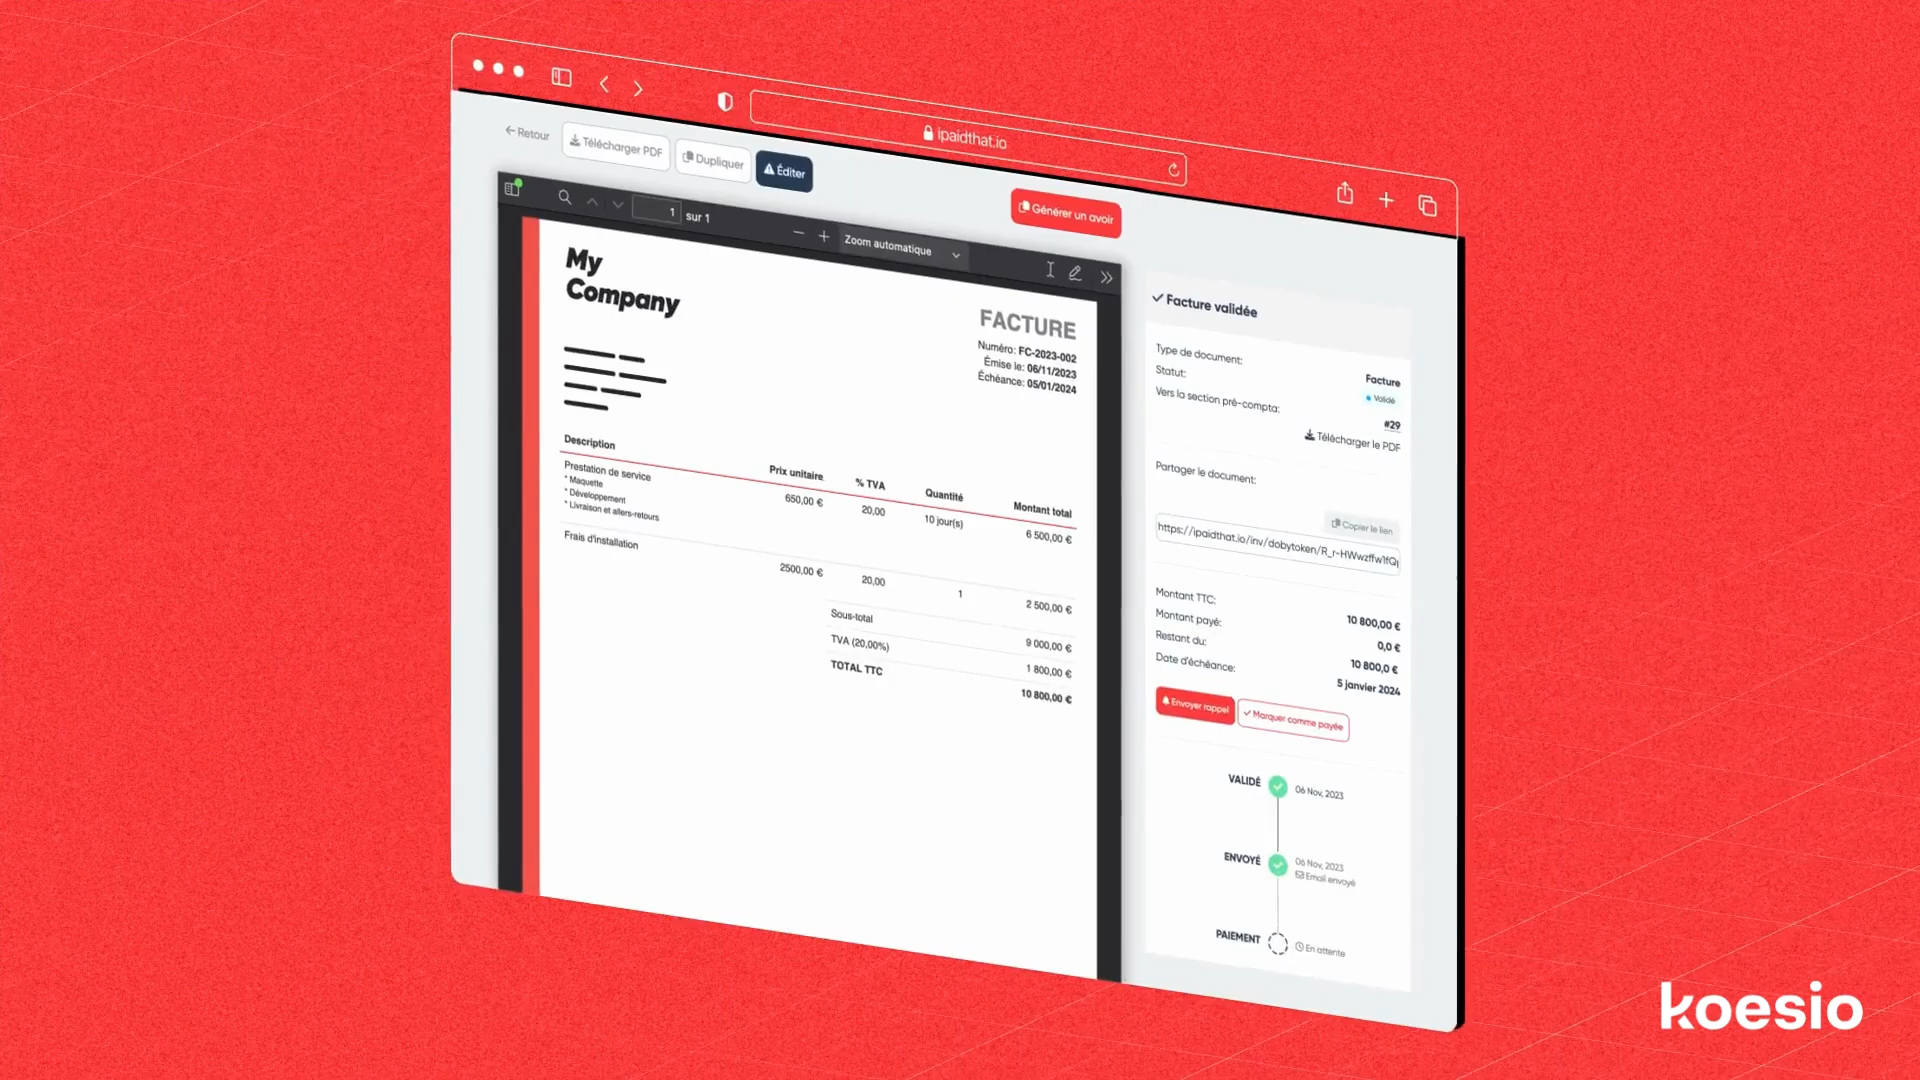 ipaidthat.io
Retour
Télécharger PDF
Dupliquer
Éditer
Générer un avoir
1 sur 1
Zoom automatique
My
Company
FACTURE
Numéro: FC-2023-002
Émise le: 06/11/2023
Échéance: 05/01/2024
Description Prix unitaire % TVA Quantité Montant total
Prestation de service 650,00 € 20,00 10 jour(s) 6 500,00 €
* Maquette
* Développement
* Livraison et allers-retours
Frais d'installation 2500,00 € 20,00 1 2 500,00 €
Sous-total 9 000,00 €
TVA (20,00%) 1 800,00 €
TOTAL TTC 10 800,00 €
Facture validée
Type de document: Facture
Statut: Validé
Vers la section pré-compta: #29
Télécharger le PDF
Partager le document:
Copier le lien
https://ipaidthat.io/inv/dobytoken/R_r-HWwzffw1fQ
Montant TTC: 10 800,00 €
Montant payé: 0,0 €
Restant du: 10 800,0 €
Date d'échéance: 5 janvier 2024
Envoyer rappel
Marquer comme payée
VALIDÉ 06 Nov, 2023
ENVOYÉ 06 Nov, 2023
Email envoyé
PAIEMENT En attente
koesio